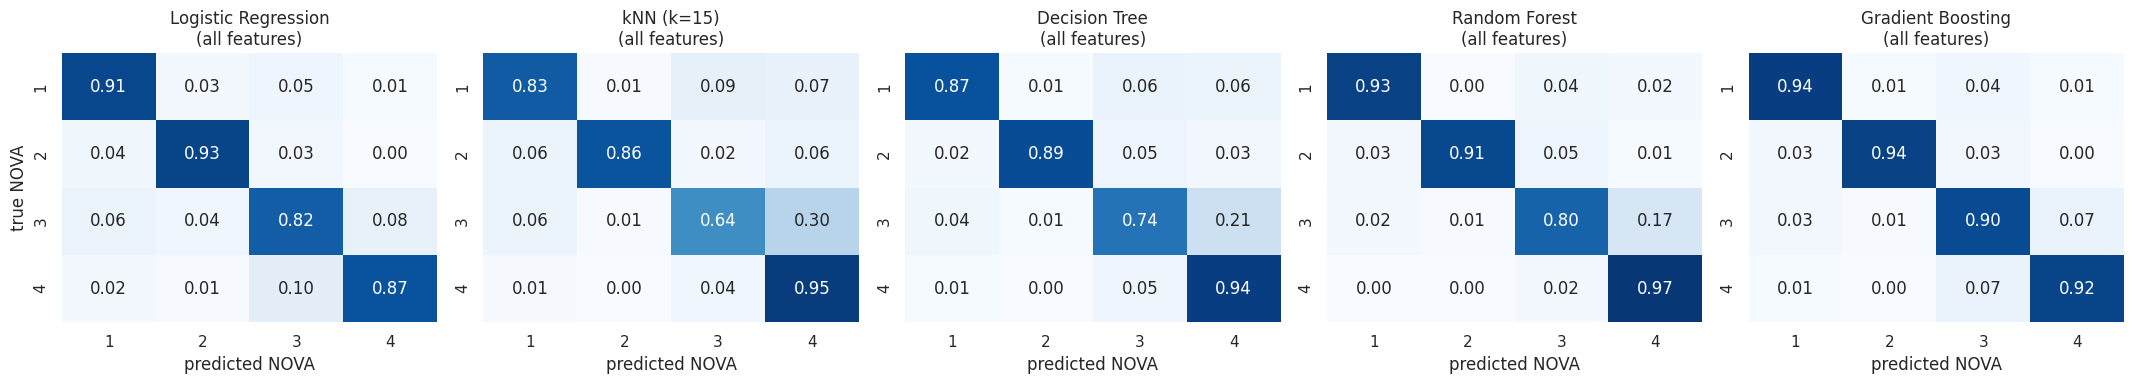 Logistic Regression
(all features)
kNN (k=15)
(all features)
Decision Tree
(all features)
Random Forest
(all features)
Gradient Boosting
(all features)
true NOVA
1 0.91 0.03 0.05 0.01
2 0.04 0.93 0.03 0.00
3 0.06 0.04 0.82 0.08
4 0.02 0.01 0.10 0.87
1 2 3 4
predicted NOVA
1 0.83 0.01 0.09 0.07
2 0.06 0.86 0.02 0.06
3 0.06 0.01 0.64 0.30
4 0.01 0.00 0.04 0.95
1 2 3 4
predicted NOVA
1 0.87 0.01 0.06 0.06
2 0.02 0.89 0.05 0.03
3 0.04 0.01 0.74 0.21
4 0.01 0.00 0.05 0.94
1 2 3 4
predicted NOVA
1 0.93 0.00 0.04 0.02
2 0.03 0.91 0.05 0.01
3 0.02 0.01 0.80 0.17
4 0.00 0.00 0.02 0.97
1 2 3 4
predicted NOVA
1 0.94 0.01 0.04 0.01
2 0.03 0.94 0.03 0.00
3 0.03 0.01 0.90 0.07
4 0.01 0.00 0.07 0.92
1 2 3 4
predicted NOVA